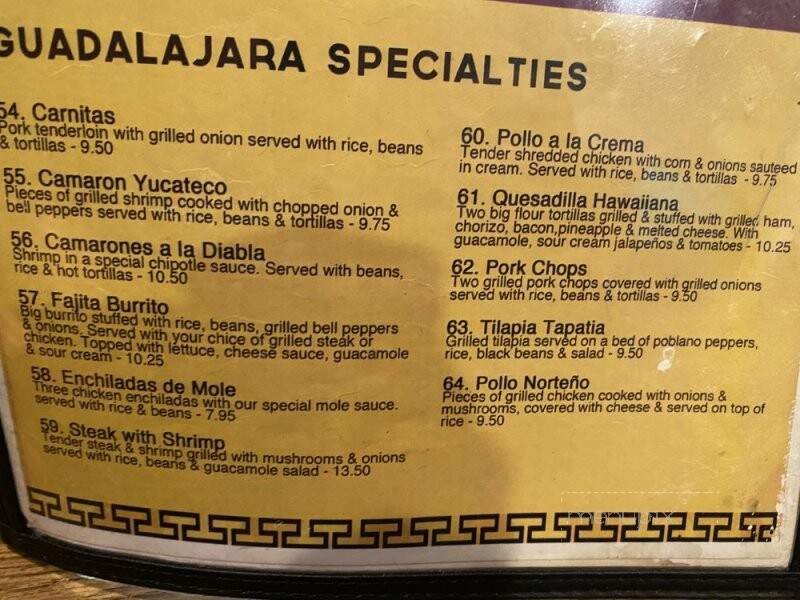 GUADALAJARA SPECIALTIES
54. Carnitas
Pork tenderloin with grilled onion served with rice, beans
& tortillas - 9.50
55. Camaron Yucateco
Pieces of grilled shrimp cooked with chopped onion &
bell peppers served with rice, beans & tortillas - 9.75
56. Camarones a la Diabla
Shrimp in a special chipotle sauce. Served with beans,
rice & hot tortillas - 10.50
57. Fajita Burrito
Big burrito stuffed with rice, beans, grilled bell peppers
& onions. Served with your chice of grilled steak or
chicken. Topped with lettuce, cheese sauce, guacamole
& sour cream - 10.25
58. Enchiladas de Mole
Three chicken enchiladas with our special mole sauce.
served with rice & beans - 7.95
59. Steak with Shrimp
Tender steak & shrimp grilled with mushrooms & onions
served with rice, beans & guacamole salad - 13.50
60. Pollo a la Crema
Tender shredded chicken with corn & onions sauteed
in cream. Served with rice, beans & tortillas - 9.75
61. Quesadilla Hawaiiana
Two big flour tortillas grilled & stuffed with grilled ham,
chorizo, bacon,pineapple & melted cheese. With
guacamole, sour cream jalapeños & tomatoes - 10.25
62. Pork Chops
Two grilled pork chops covered with grilled onions
served with rice, beans & tortillas - 9.50
63. Tilapia Tapatia
Grilled tilapia served on a bed of poblano peppers,
rice, black beans & salad - 9.50
64. Pollo Norteño
Pieces of grilled chicken cooked with onions &
mushrooms, covered with cheese & served on top of
rice - 9.50
menupix